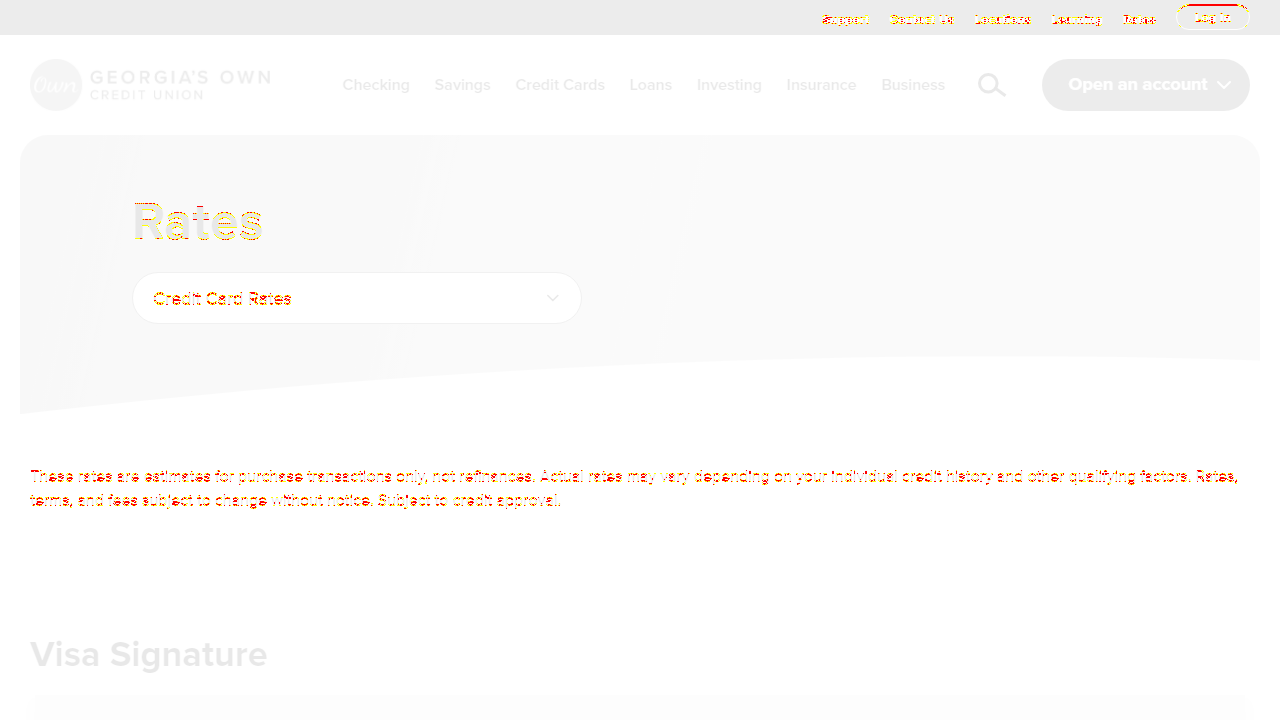 Support Contact Us Locations Learning Rates Log In
Own GEORGIA'S OWN
CREDIT UNION
Checking Savings Credit Cards Loans Investing Insurance Business Open an account
Rates
Credit Card Rates
These rates are estimates for purchase transactions only, not refinances. Actual rates may vary depending on your individual credit history and other qualifying factors. Rates,
terms, and fees subject to change without notice. Subject to credit approval.
Visa Signature